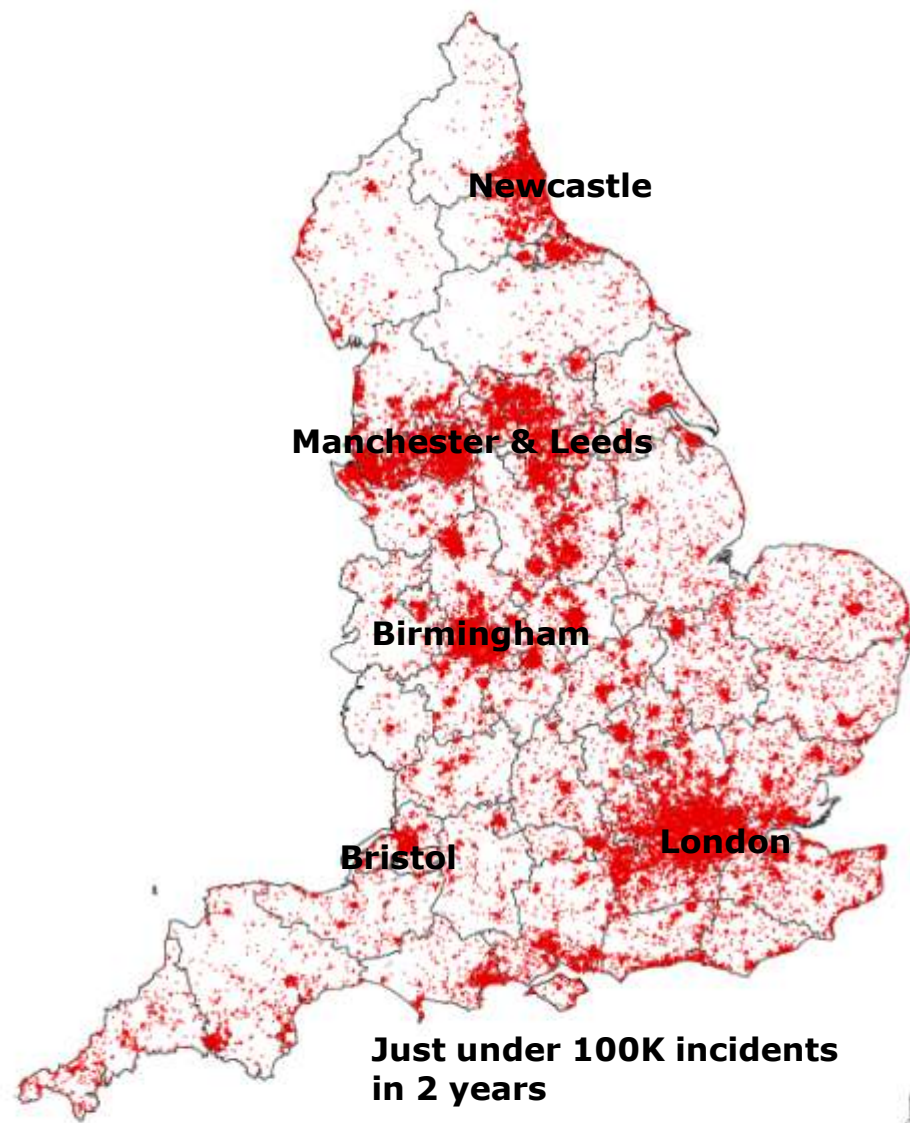 Newcastle
Manchester & Leeds
Birmingham
London
Bristol
Just under 100K incidents
in 2 years